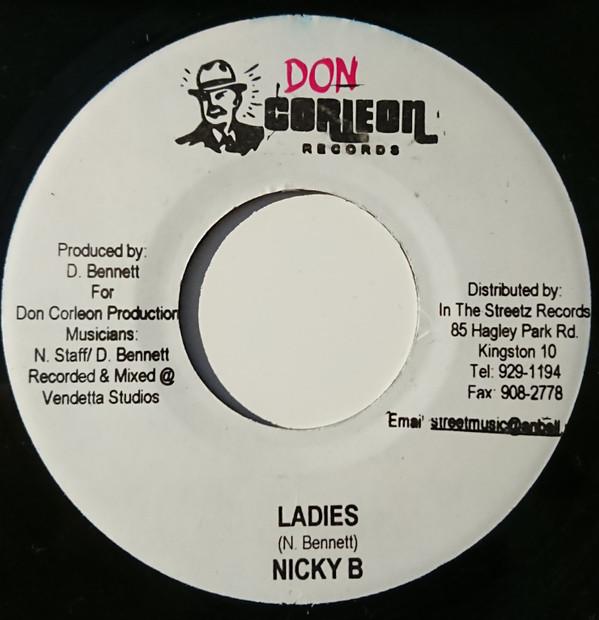 DON
CORLEON
RECORDS
Produced by:
D. Bennett
For
Don Corleon Production
Musicians:
N. Staff/ D. Bennett
Recorded & Mixed @
Vendetta Studios
Distributed by:
In The Streetz Records
85 Hagley Park Rd.
Kingston 10
Tel: 929-1194
Fax: 908-2778
Emai
LADIES
(N. Bennett)
NICKY B